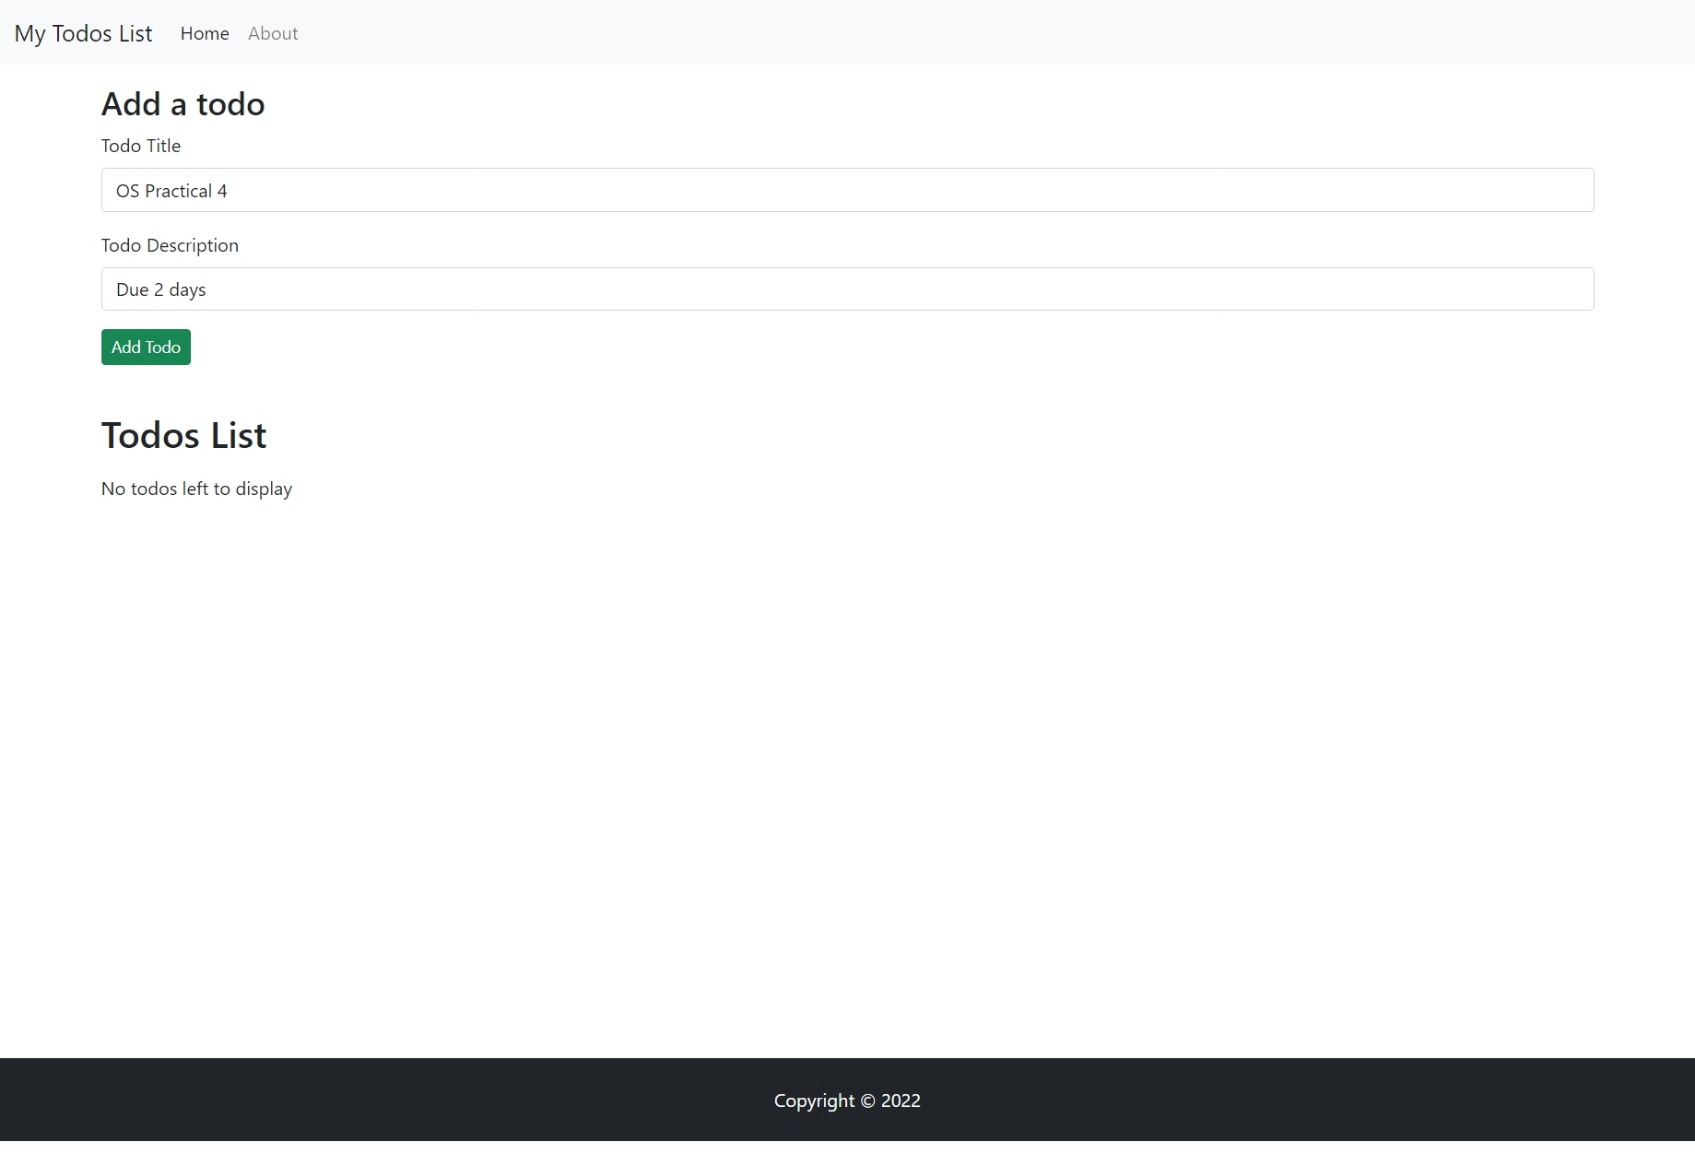 My Todos List Home About
Add a todo
Todo Title
OS Practical 4
Todo Description
Due 2 days
Add Todo
Todos List
No todos left to display
Copyright © 2022